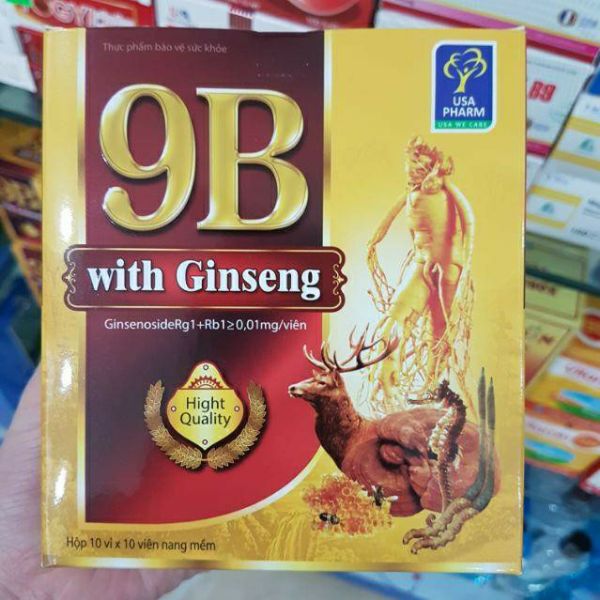 Thực phẩm bảo vệ sức khỏe
USA
PHARM
USA WE CARE
9B
with Ginseng
GinsenosideRg1+Rb1≥0,01mg/viên
Hight
Quality
Hộp 10 vỉ x 10 viên nang mềm